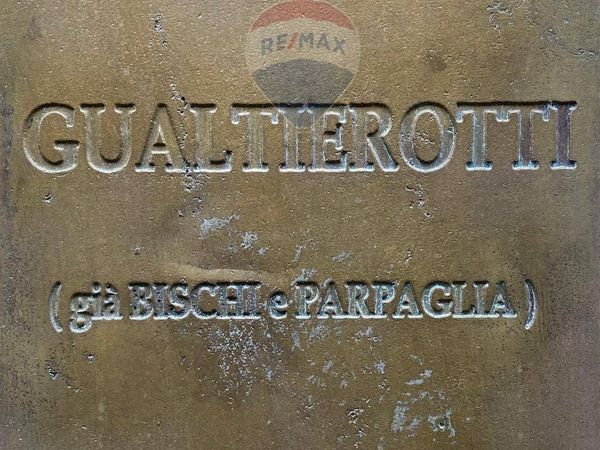 RE/MAX
GUALTIEROTTI
( già BISCHI e PARPAGLIA )